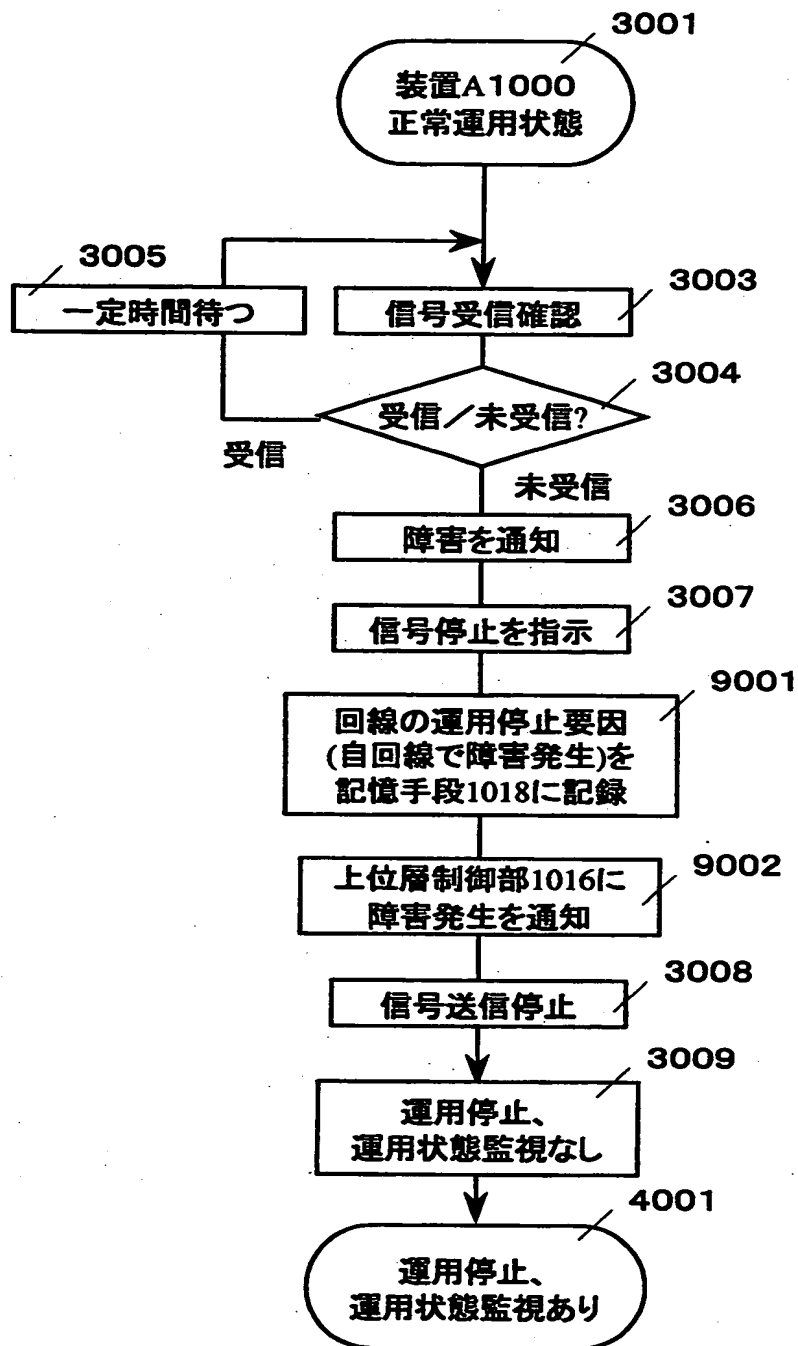 3001
装置A1000
正常運用状態
3005
一定時間待つ
3003
信号受信確認
3004
受信／未受信?
受信
未受信
3006
障害を通知
3007
信号停止を指示
9001
回線の運用停止要因
(自回線で障害発生)を
記憶手段1018に記録
9002
上位層制御部1016に
障害発生を通知
3008
信号送信停止
3009
運用停止、
運用状態監視なし
4001
運用停止、
運用状態監視あり